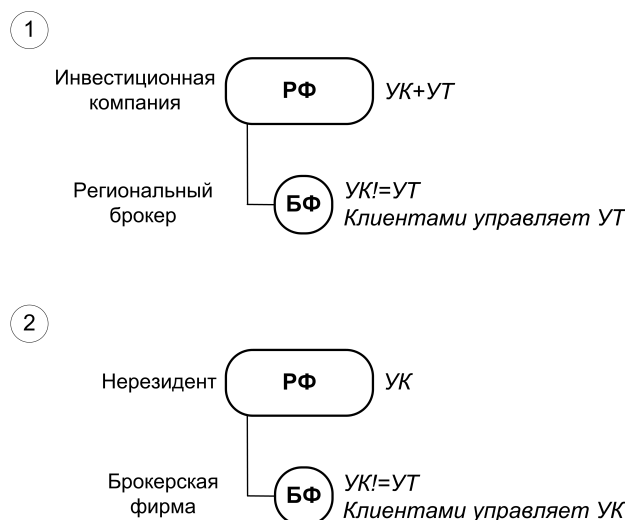 1
Инвестиционная
компания
РФ
УК+УТ
Региональный
брокер
БФ
УК!=УТ
Клиентами управляет УТ
2
Нерезидент
РФ
УК
Брокерская
фирма
БФ
УК!=УТ
Клиентами управляет УК